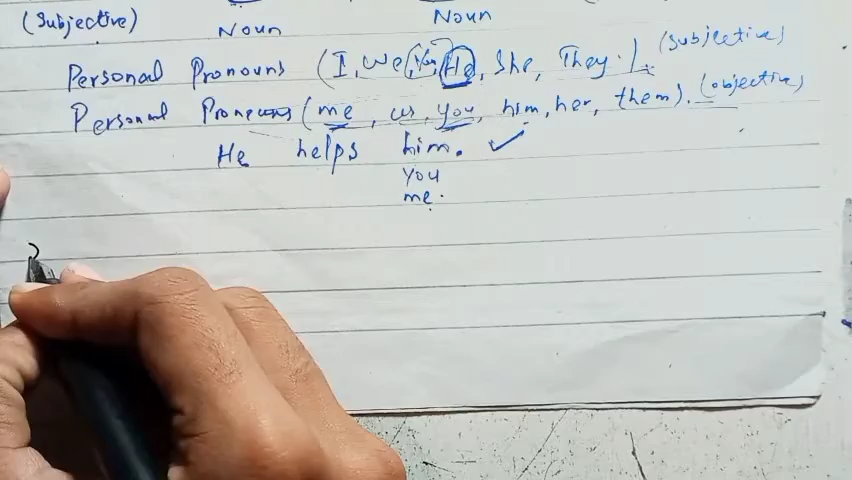 (Subjective) Noun Noun
Personal Pronouns (I, We, You, He, She, They.) (Subjective)
Personal Pronouns (me, us, you, him, her, them). (objective)
He helps him. ✓
You
me.